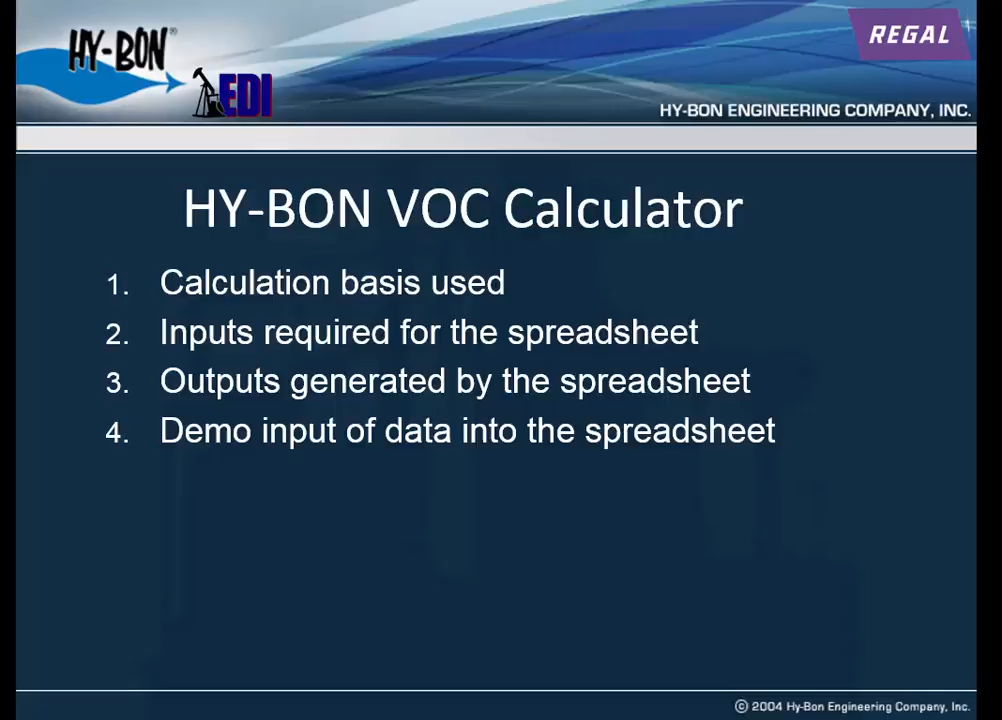 HY-BON®
EDI
REGAL
HY-BON ENGINEERING COMPANY, INC.
HY-BON VOC Calculator
1. Calculation basis used
2. Inputs required for the spreadsheet
3. Outputs generated by the spreadsheet
4. Demo input of data into the spreadsheet
© 2004 Hy-Bon Engineering Company, Inc.